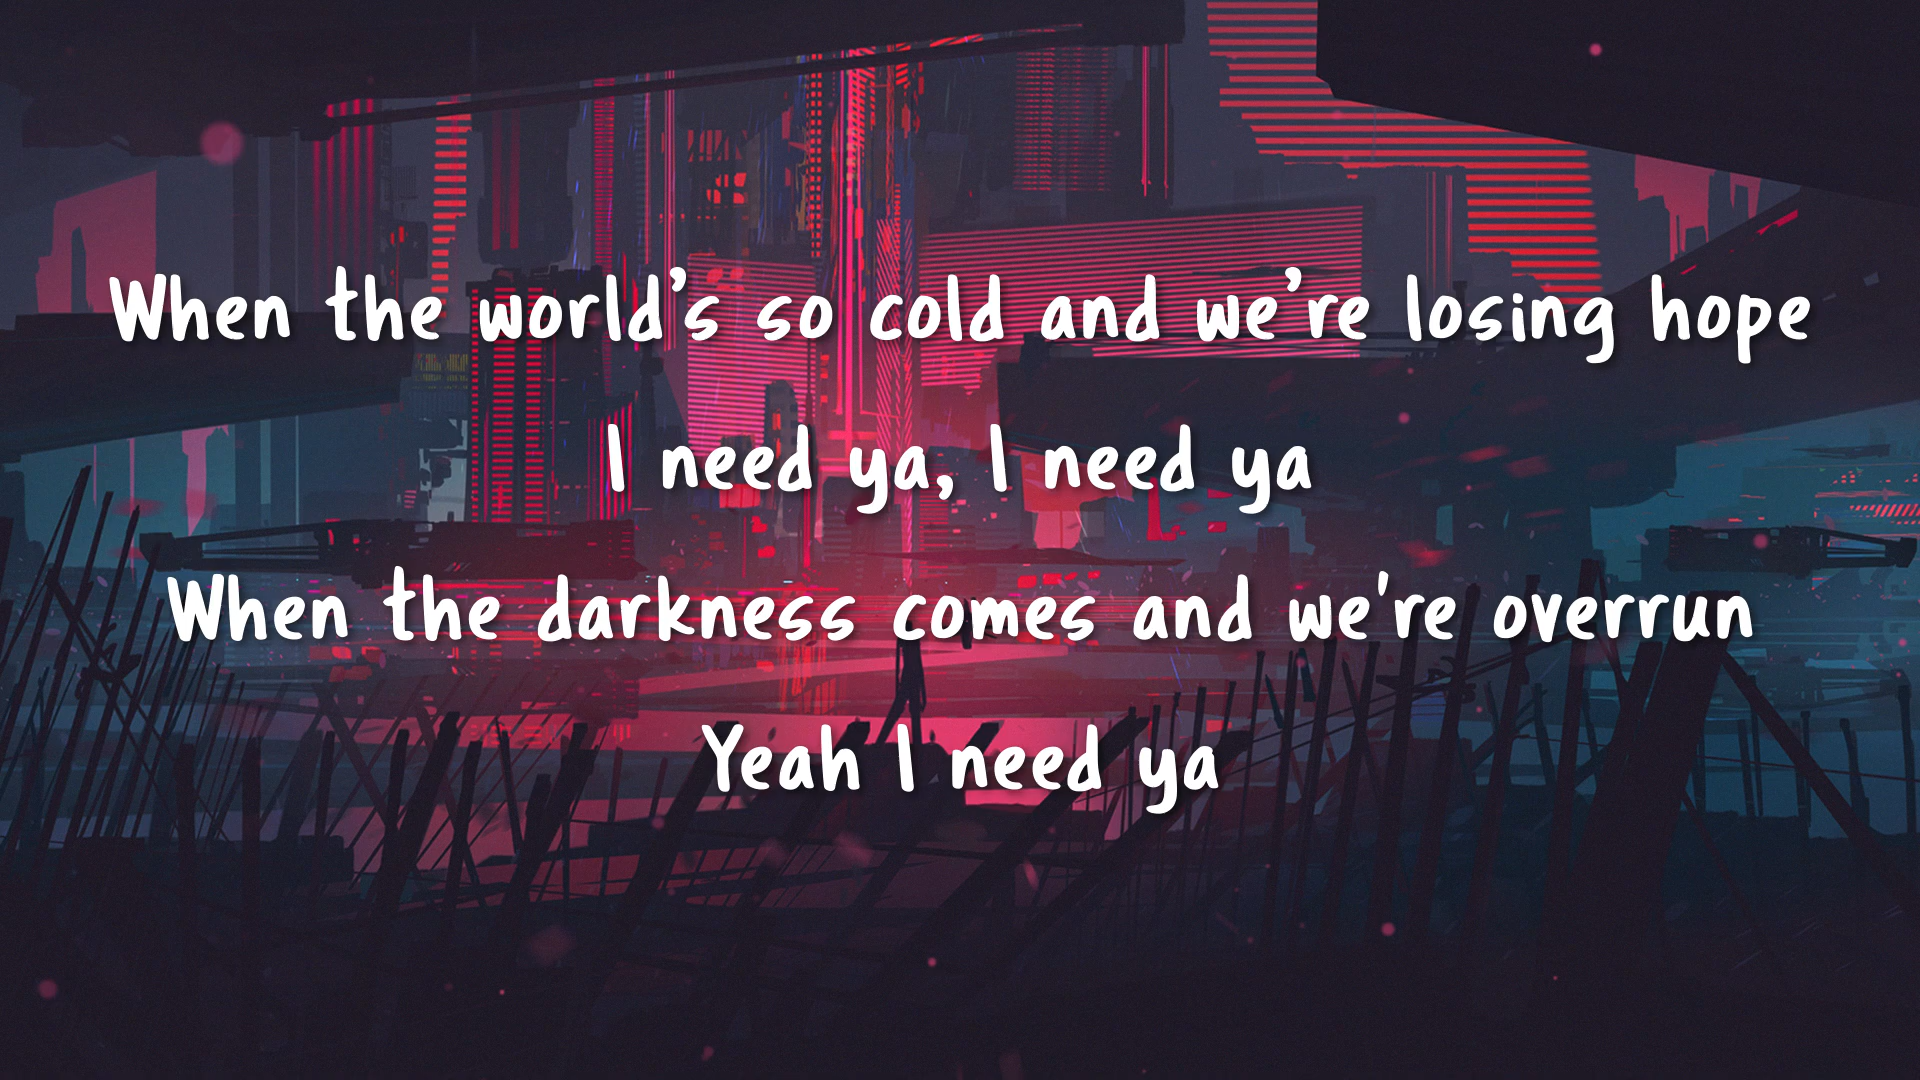 When the world’s so cold and we’re losing hope
I need ya, I need ya
When the darkness comes and we're overrun
Yeah I need ya